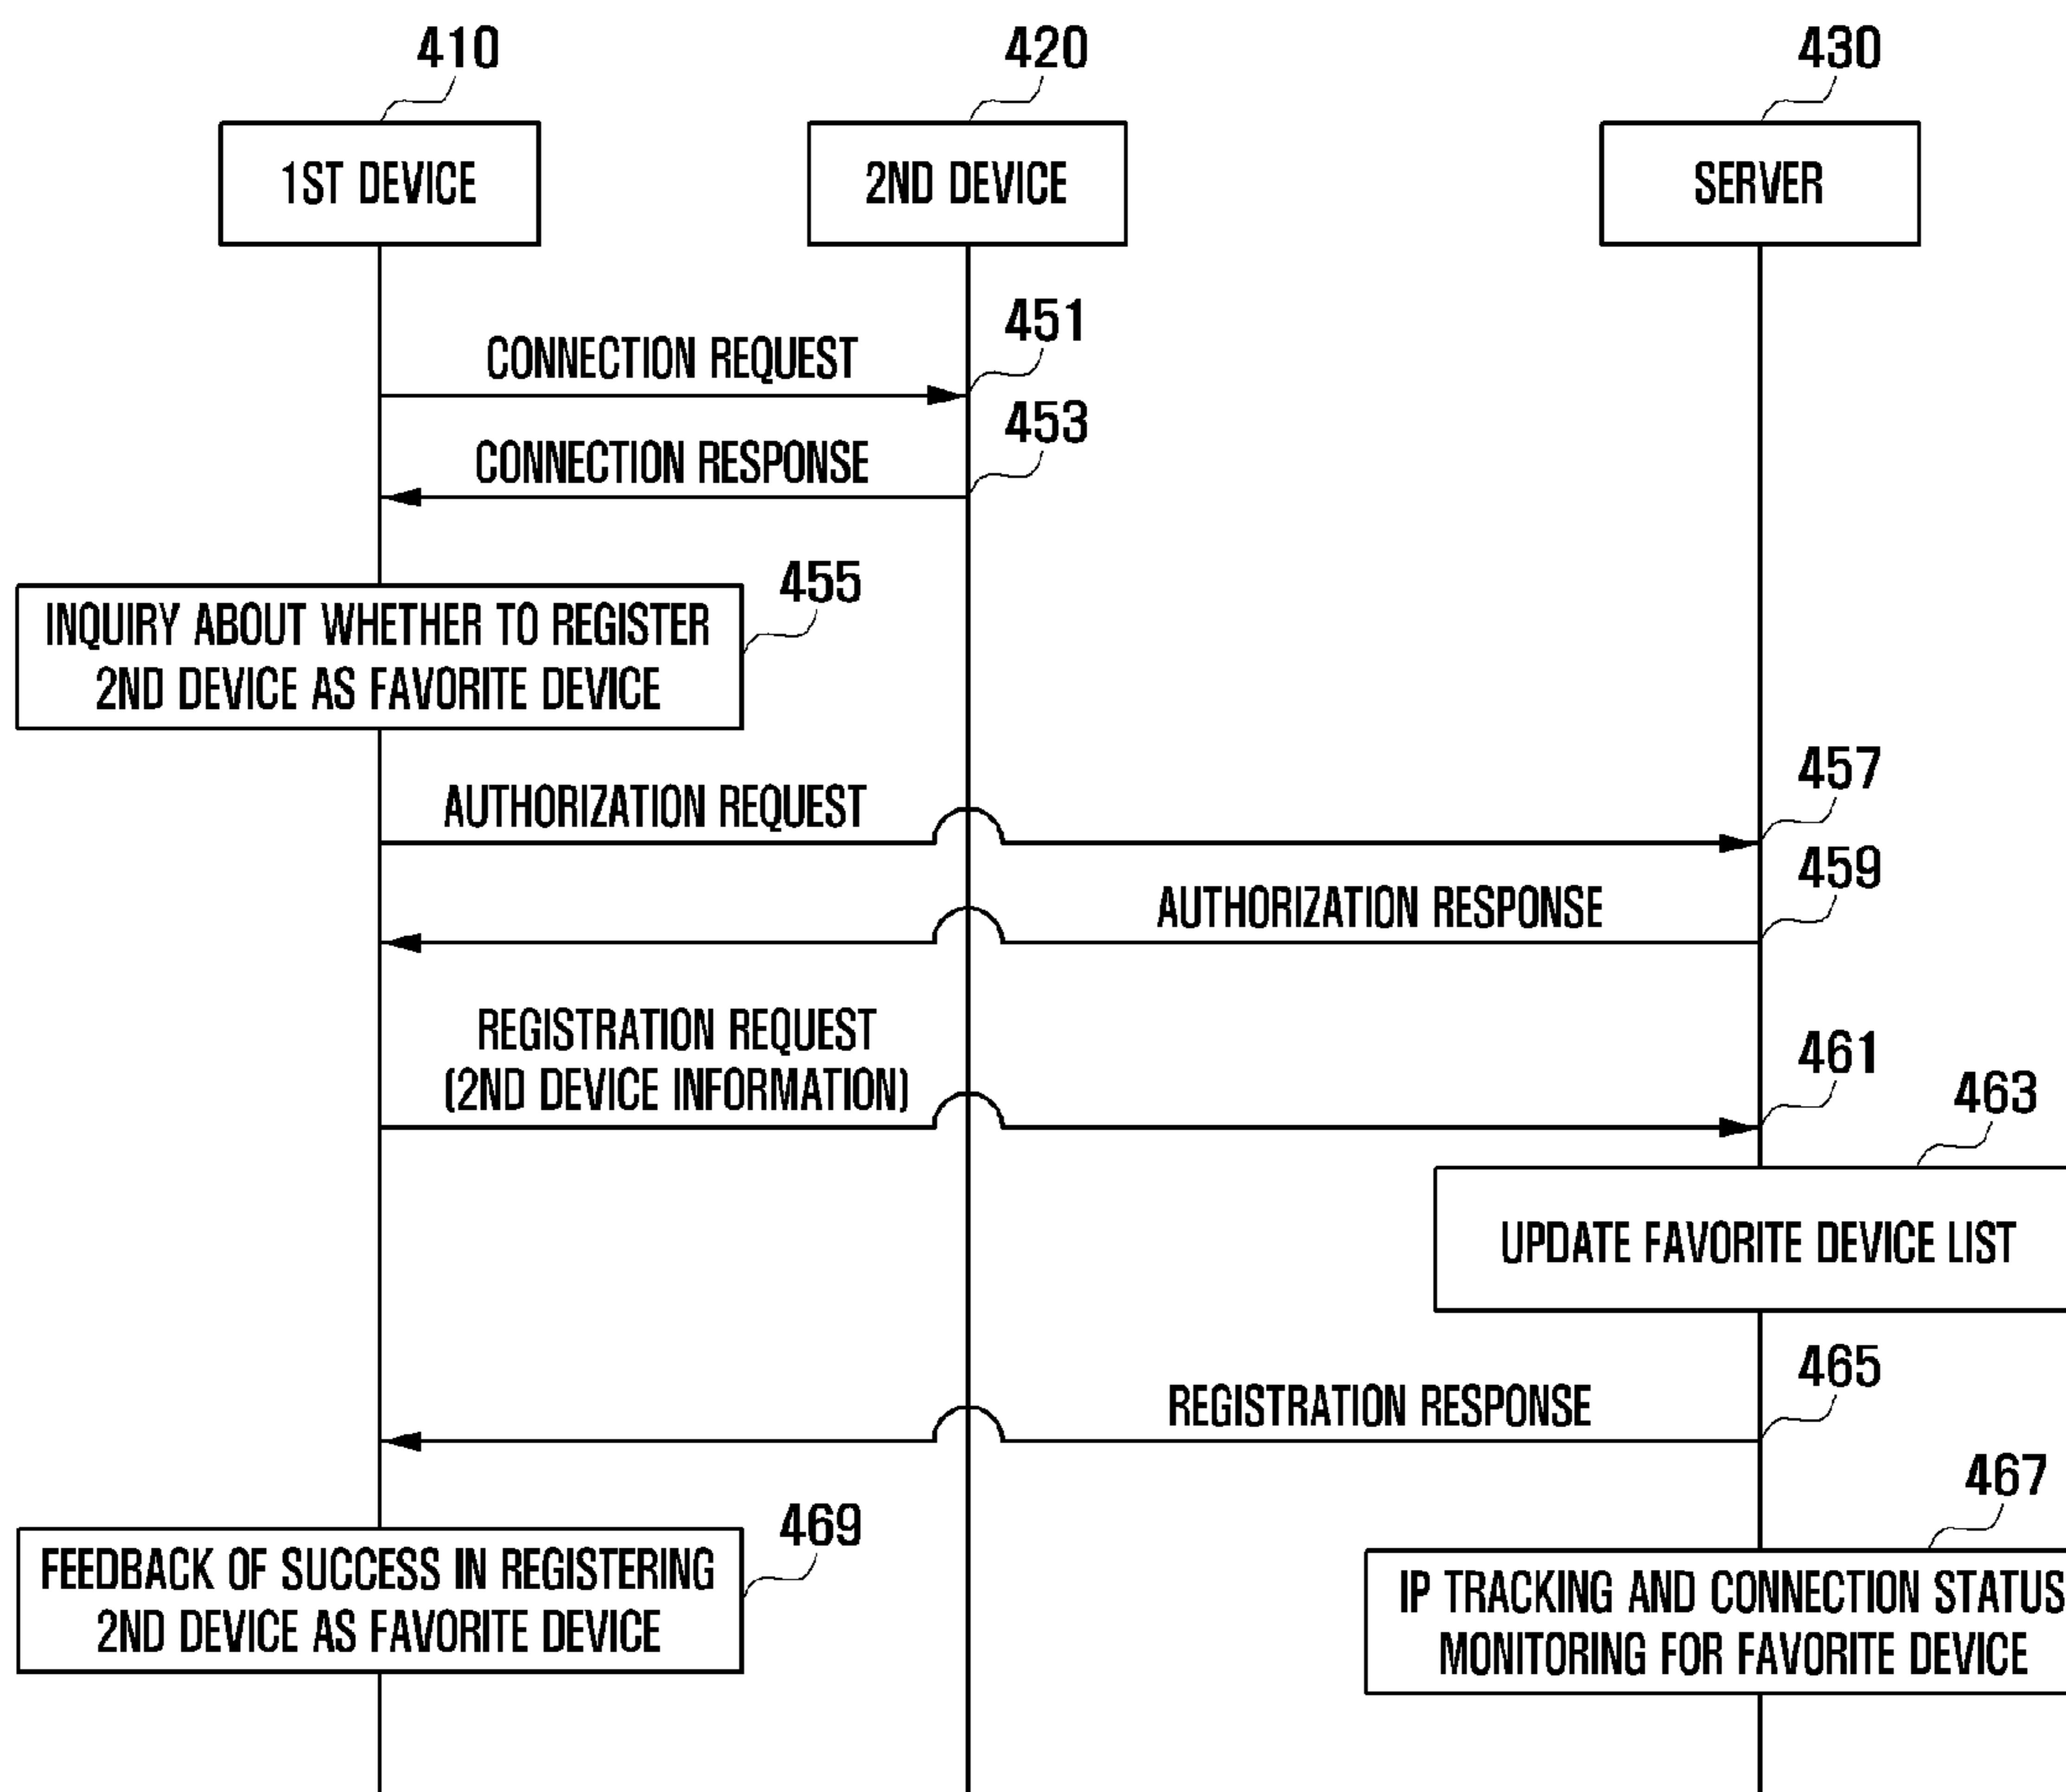 410
420
430
1ST DEVICE
2ND DEVICE
SERVER
451
CONNECTION REQUEST
453
CONNECTION RESPONSE
455
INQUIRY ABOUT WHETHER TO REGISTER
2ND DEVICE AS FAVORITE DEVICE
457
AUTHORIZATION REQUEST
459
AUTHORIZATION RESPONSE
REGISTRATION REQUEST
(2ND DEVICE INFORMATION)
461
463
UPDATE FAVORITE DEVICE LIST
465
REGISTRATION RESPONSE
467
469
FEEDBACK OF SUCCESS IN REGISTERING
2ND DEVICE AS FAVORITE DEVICE
IP TRACKING AND CONNECTION STATUS
MONITORING FOR FAVORITE DEVICE